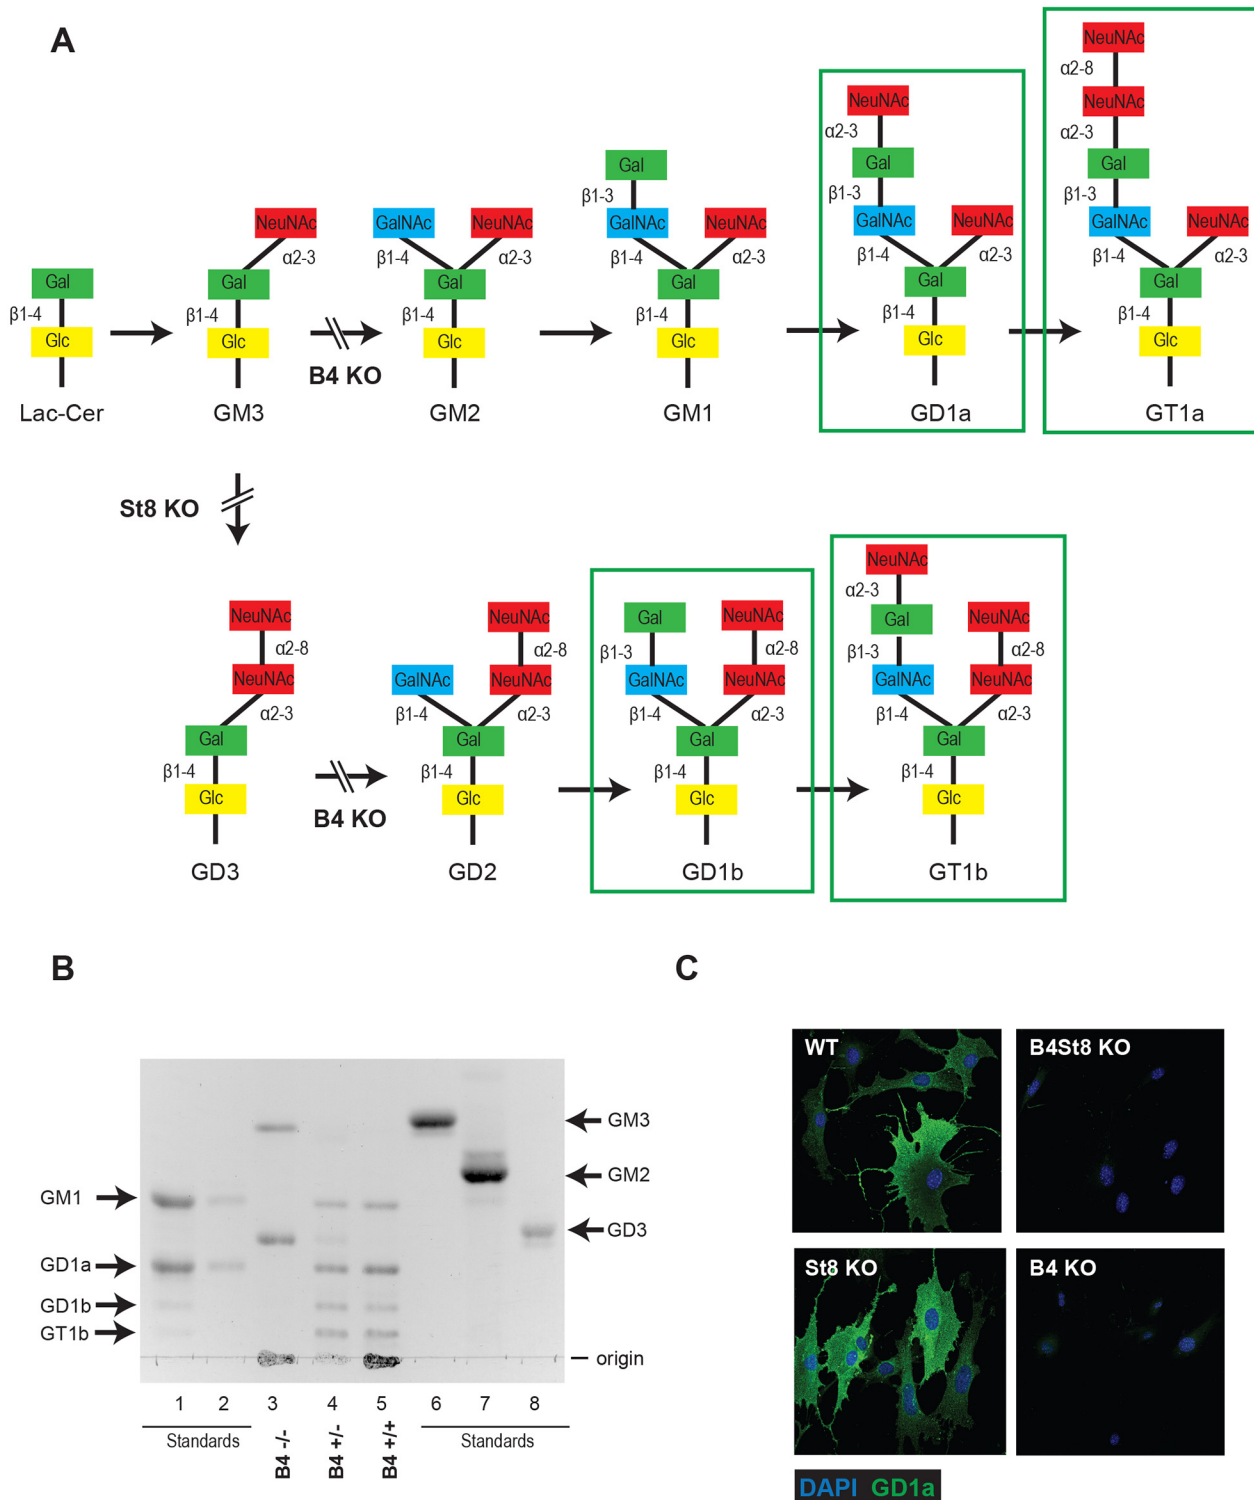 A
NeuNAc
α2-8
NeuNAc
α2-3
Gal
β1-3
GalNAc NeuNAc
β1-4 α2-3
Gal
β1-4
Glc
GT1a
NeuNAc
α2-3
Gal
β1-3
GalNAc NeuNAc
β1-4 α2-3
Gal
β1-4
Glc
GD1a
Gal
β1-3
GalNAc NeuNAc
β1-4 α2-3
Gal
β1-4
Glc
GM1
GalNAc NeuNAc
β1-4 α2-3
Gal
β1-4
Glc
GM2
B4 KO
NeuNAc
α2-3
Gal
β1-4
Glc
GM3
Gal
β1-4
Glc
Lac-Cer
St8 KO
NeuNAc
α2-8
NeuNAc
α2-3
Gal
β1-4
Glc
GD3
B4 KO
NeuNAc
α2-8
GalNAc NeuNAc
β1-4 α2-3
Gal
β1-4
Glc
GD2
Gal NeuNAc
β1-3 α2-8
GalNAc NeuNAc
β1-4 α2-3
Gal
β1-4
Glc
GD1b
NeuNAc
α2-3
Gal NeuNAc
β1-3 α2-8
GalNAc NeuNAc
β1-4 α2-3
Gal
β1-4
Glc
GT1b
B
GM1
GD1a
GD1b
GT1b
GM3
GM2
GD3
origin
1 2 3 4 5 6 7 8
Standards
B4 -/-
B4 +/-
B4 +/+
Standards
C
WT
B4St8 KO
St8 KO
B4 KO
DAPI GD1a